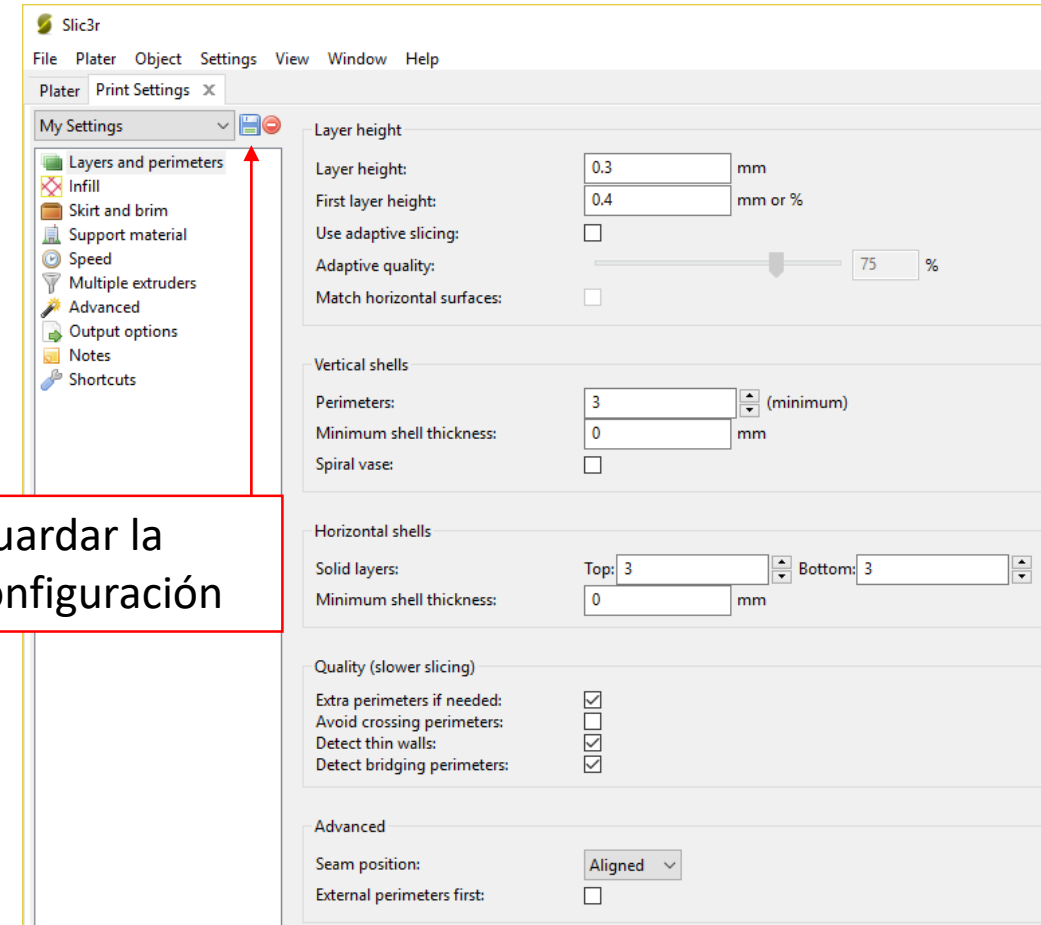 Slic3r
File Plater Object Settings View Window Help
Plater Print Settings
My Settings
Layers and perimeters
Infill
Skirt and brim
Support material
Speed
Multiple extruders
Advanced
Output options
Notes
Shortcuts
uardar la
onfiguración
Layer height
Layer height: 0.3 mm
First layer height: 0.4 mm or %
Use adaptive slicing:
Adaptive quality: 75 %
Match horizontal surfaces:
Vertical shells
Perimeters: 3 (minimum)
Minimum shell thickness: 0 mm
Spiral vase:
Horizontal shells
Solid layers: Top: 3 Bottom: 3
Minimum shell thickness: 0 mm
Quality (slower slicing)
Extra perimeters if needed:
Avoid crossing perimeters:
Detect thin walls:
Detect bridging perimeters:
Advanced
Seam position: Aligned
External perimeters first: